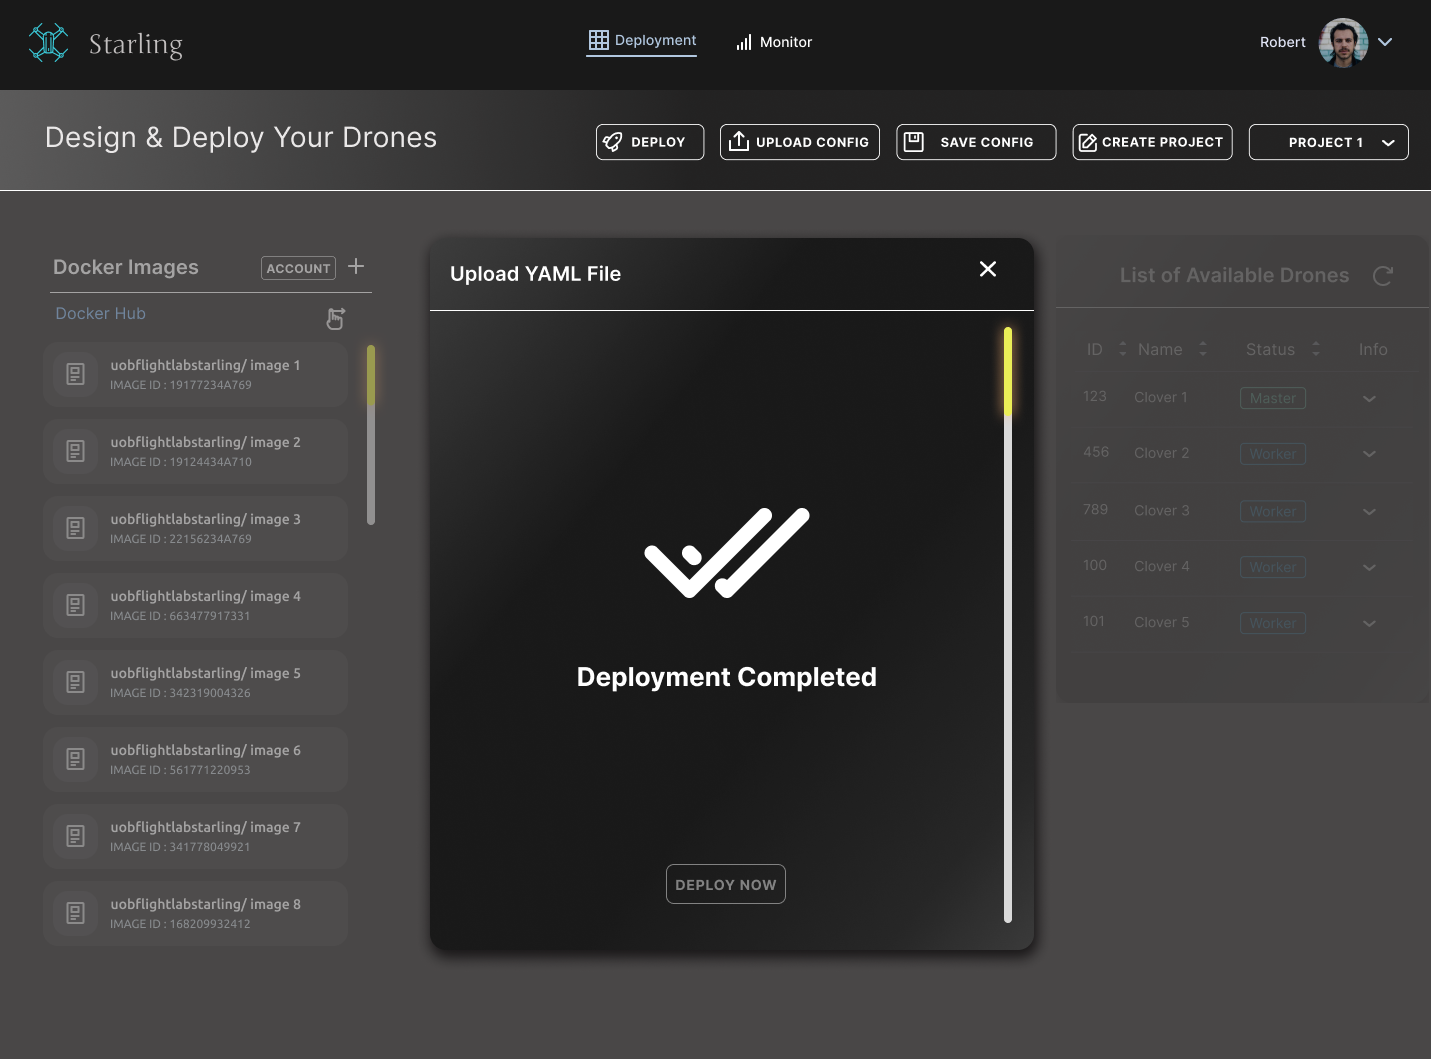 Starling
Deployment
Monitor
Robert
Design & Deploy Your Drones
DEPLOY
UPLOAD CONFIG
SAVE CONFIG
CREATE PROJECT
PROJECT 1
Docker Images
ACCOUNT
Docker Hub
uobflightlabstarling/ image 1
IMAGE ID : 19177234A769
uobflightlabstarling/ image 2
IMAGE ID : 19124434A710
uobflightlabstarling/ image 3
IMAGE ID : 22156234A769
uobflightlabstarling/ image 4
IMAGE ID : 663477917331
uobflightlabstarling/ image 5
IMAGE ID : 342319004326
uobflightlabstarling/ image 6
IMAGE ID : 561771220953
uobflightlabstarling/ image 7
IMAGE ID : 341778049921
uobflightlabstarling/ image 8
IMAGE ID : 168209932412
Upload YAML File
Deployment Completed
DEPLOY NOW
List of Available Drones
ID Name Status Info
123 Clover 1 Master
456 Clover 2 Worker
789 Clover 3 Worker
100 Clover 4 Worker
101 Clover 5 Worker